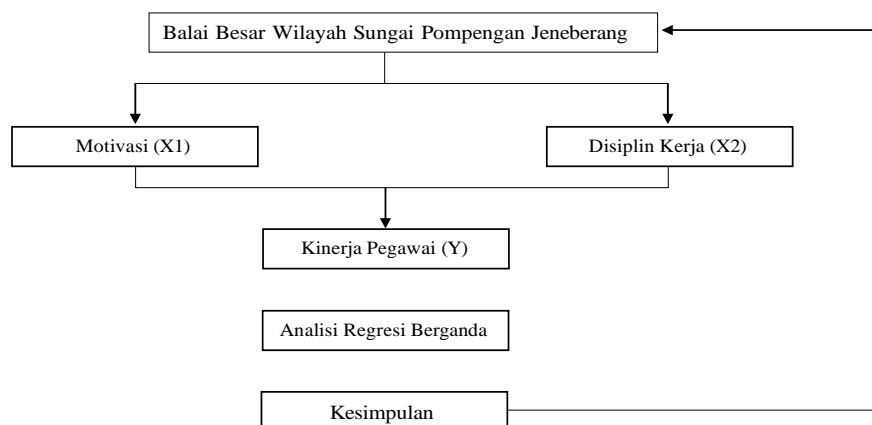 Balai Besar Wilayah Sungai Pompengan Jeneberang
Motivasi (X1)
Disiplin Kerja (X2)
Kinerja Pegawai (Y)
Analisi Regresi Berganda
Kesimpulan